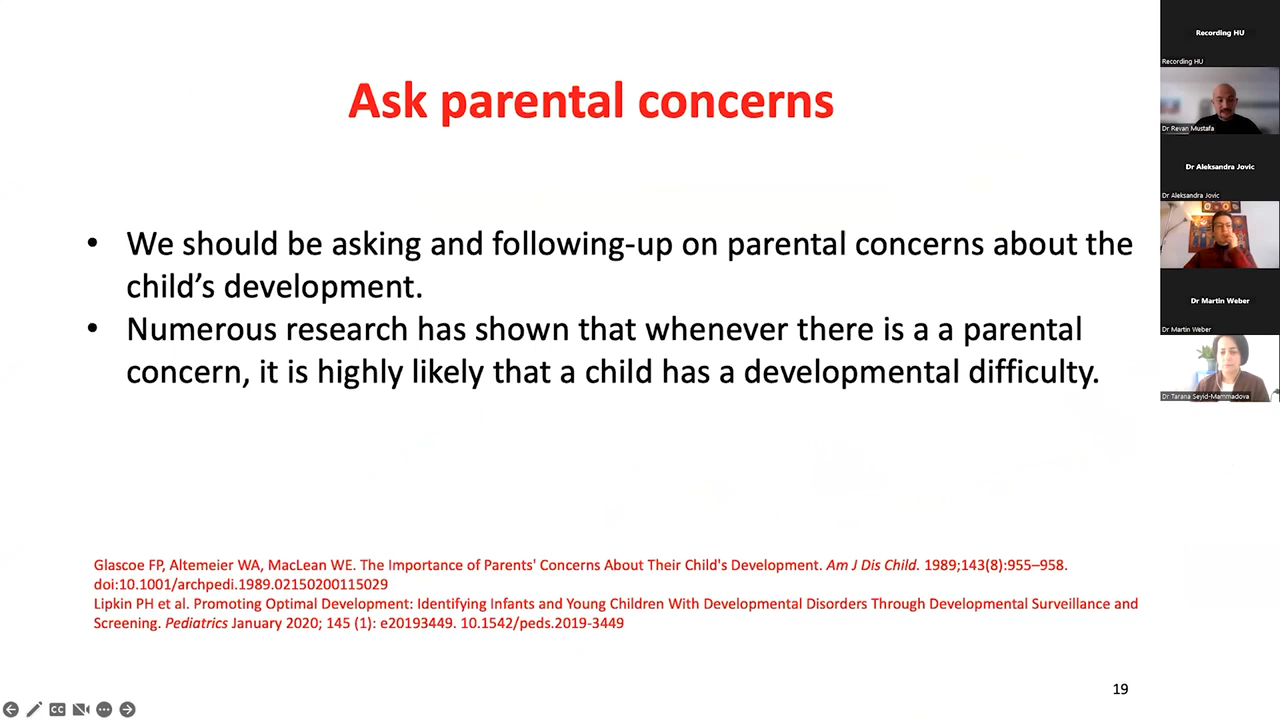 Ask parental concerns
• We should be asking and following-up on parental concerns about the
child’s development.
• Numerous research has shown that whenever there is a a parental
concern, it is highly likely that a child has a developmental difficulty.
Glascoe FP, Altemeier WA, MacLean WE. The Importance of Parents' Concerns About Their Child's Development. Am J Dis Child. 1989;143(8):955–958.
doi:10.1001/archpedi.1989.02150200115029
Lipkin PH et al. Promoting Optimal Development: Identifying Infants and Young Children With Developmental Disorders Through Developmental Surveillance and
Screening. Pediatrics January 2020; 145 (1): e20193449. 10.1542/peds.2019-3449
19
CC
Recording HU
Recording HU
Dr Revan Mustafa
Dr Aleksandra Jovic
Dr Aleksandra Jovic
Dr Martin Weber
Dr Martin Weber
Dr Tarana Seyid-Mammadova